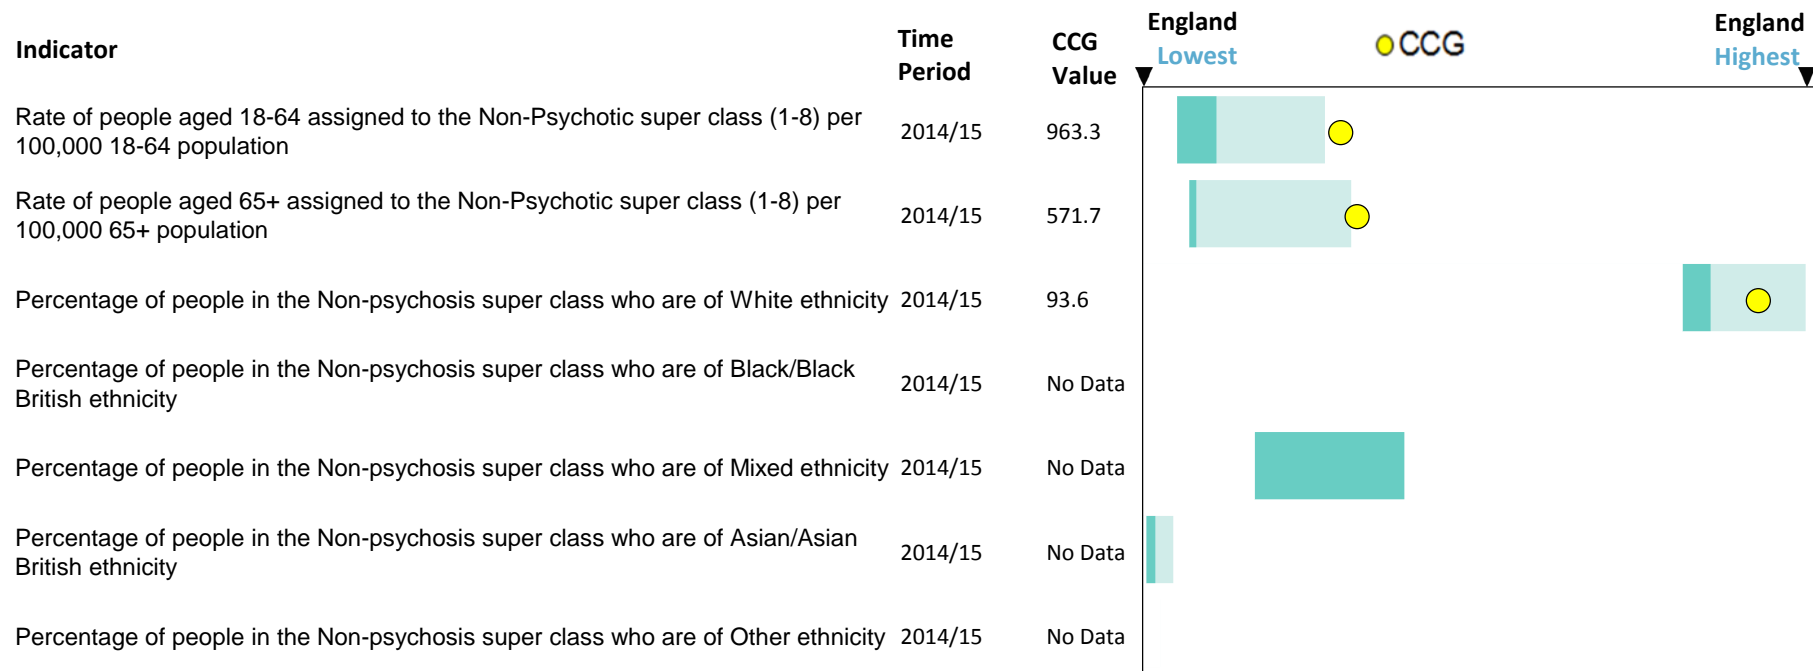 Indicator
Time Period
CCG Value
England Lowest
CCG
England Highest
Rate of people aged 18-64 assigned to the Non-Psychotic super class (1-8) per
100,000 18-64 population
2014/15
963.3
Rate of people aged 65+ assigned to the Non-Psychotic super class (1-8) per
100,000 65+ population
2014/15
571.7
Percentage of people in the Non-psychosis super class who are of White ethnicity
2014/15
93.6
Percentage of people in the Non-psychosis super class who are of Black/Black
British ethnicity
2014/15
No Data
Percentage of people in the Non-psychosis super class who are of Mixed ethnicity
2014/15
No Data
Percentage of people in the Non-psychosis super class who are of Asian/Asian
British ethnicity
2014/15
No Data
Percentage of people in the Non-psychosis super class who are of Other ethnicity
2014/15
No Data